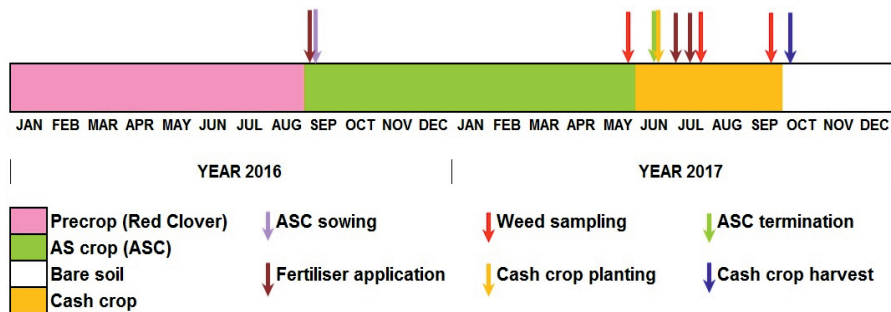 JAN FEB MAR APR MAY JUN JUL AUG SEP OCT NOV DEC JAN FEB MAR APR MAY JUN JUL AUG SEP OCT NOV DEC
YEAR 2016 YEAR 2017
Precrop (Red Clover) ASC sowing Weed sampling ASC termination
AS crop (ASC)
Bare soil Fertiliser application Cash crop planting Cash crop harvest
Cash crop